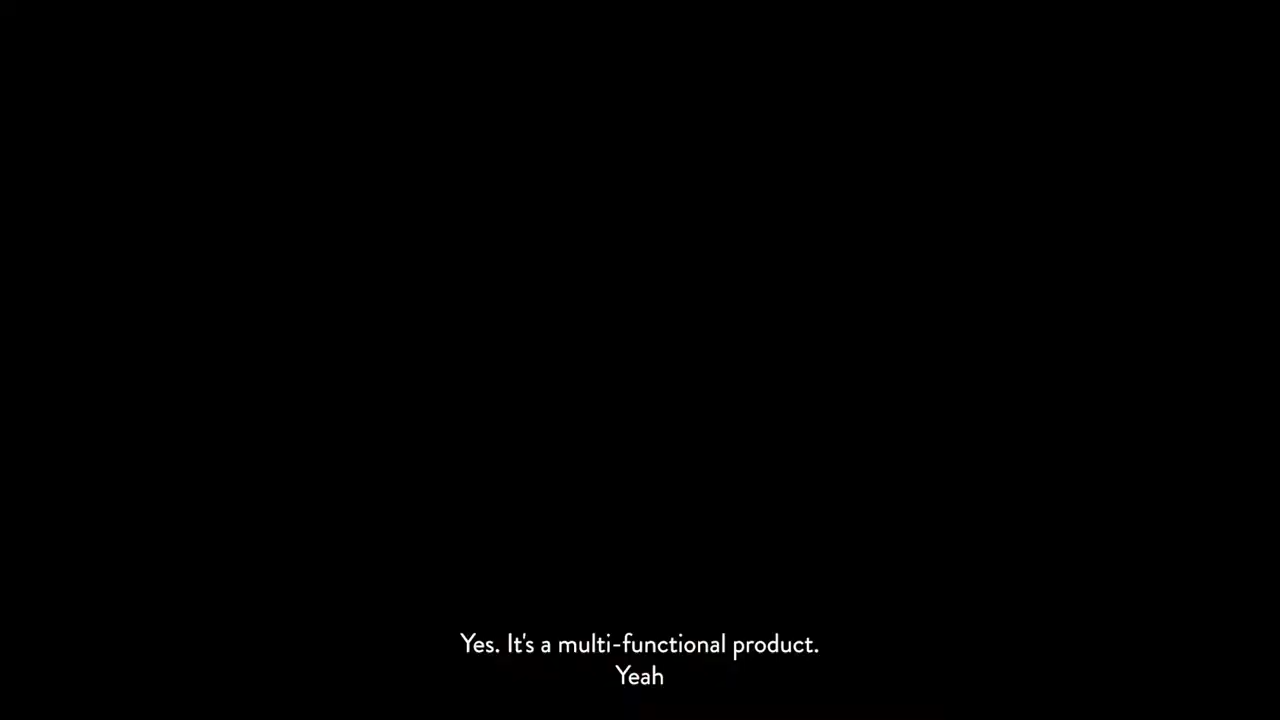 Yes. It's a multi-functional product.
Yeah